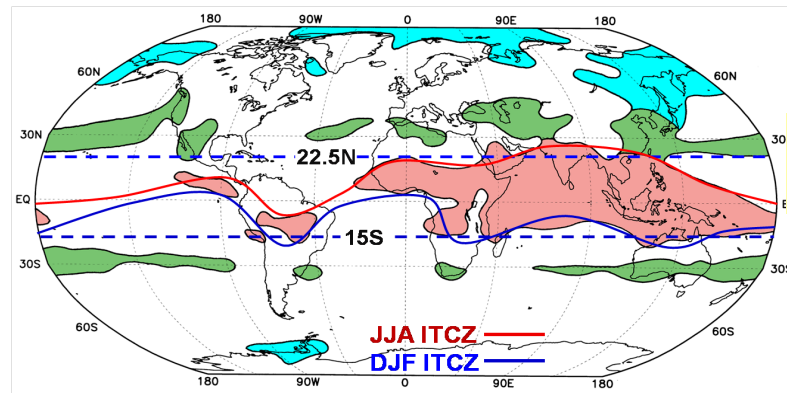 180 90W 0 90E 180
60N 60N
30N 30
22.5N
EQ E
15S
30S 30S
60S 60S
JJA ITCZ
DJF ITCZ
180 90W 0 90E 180